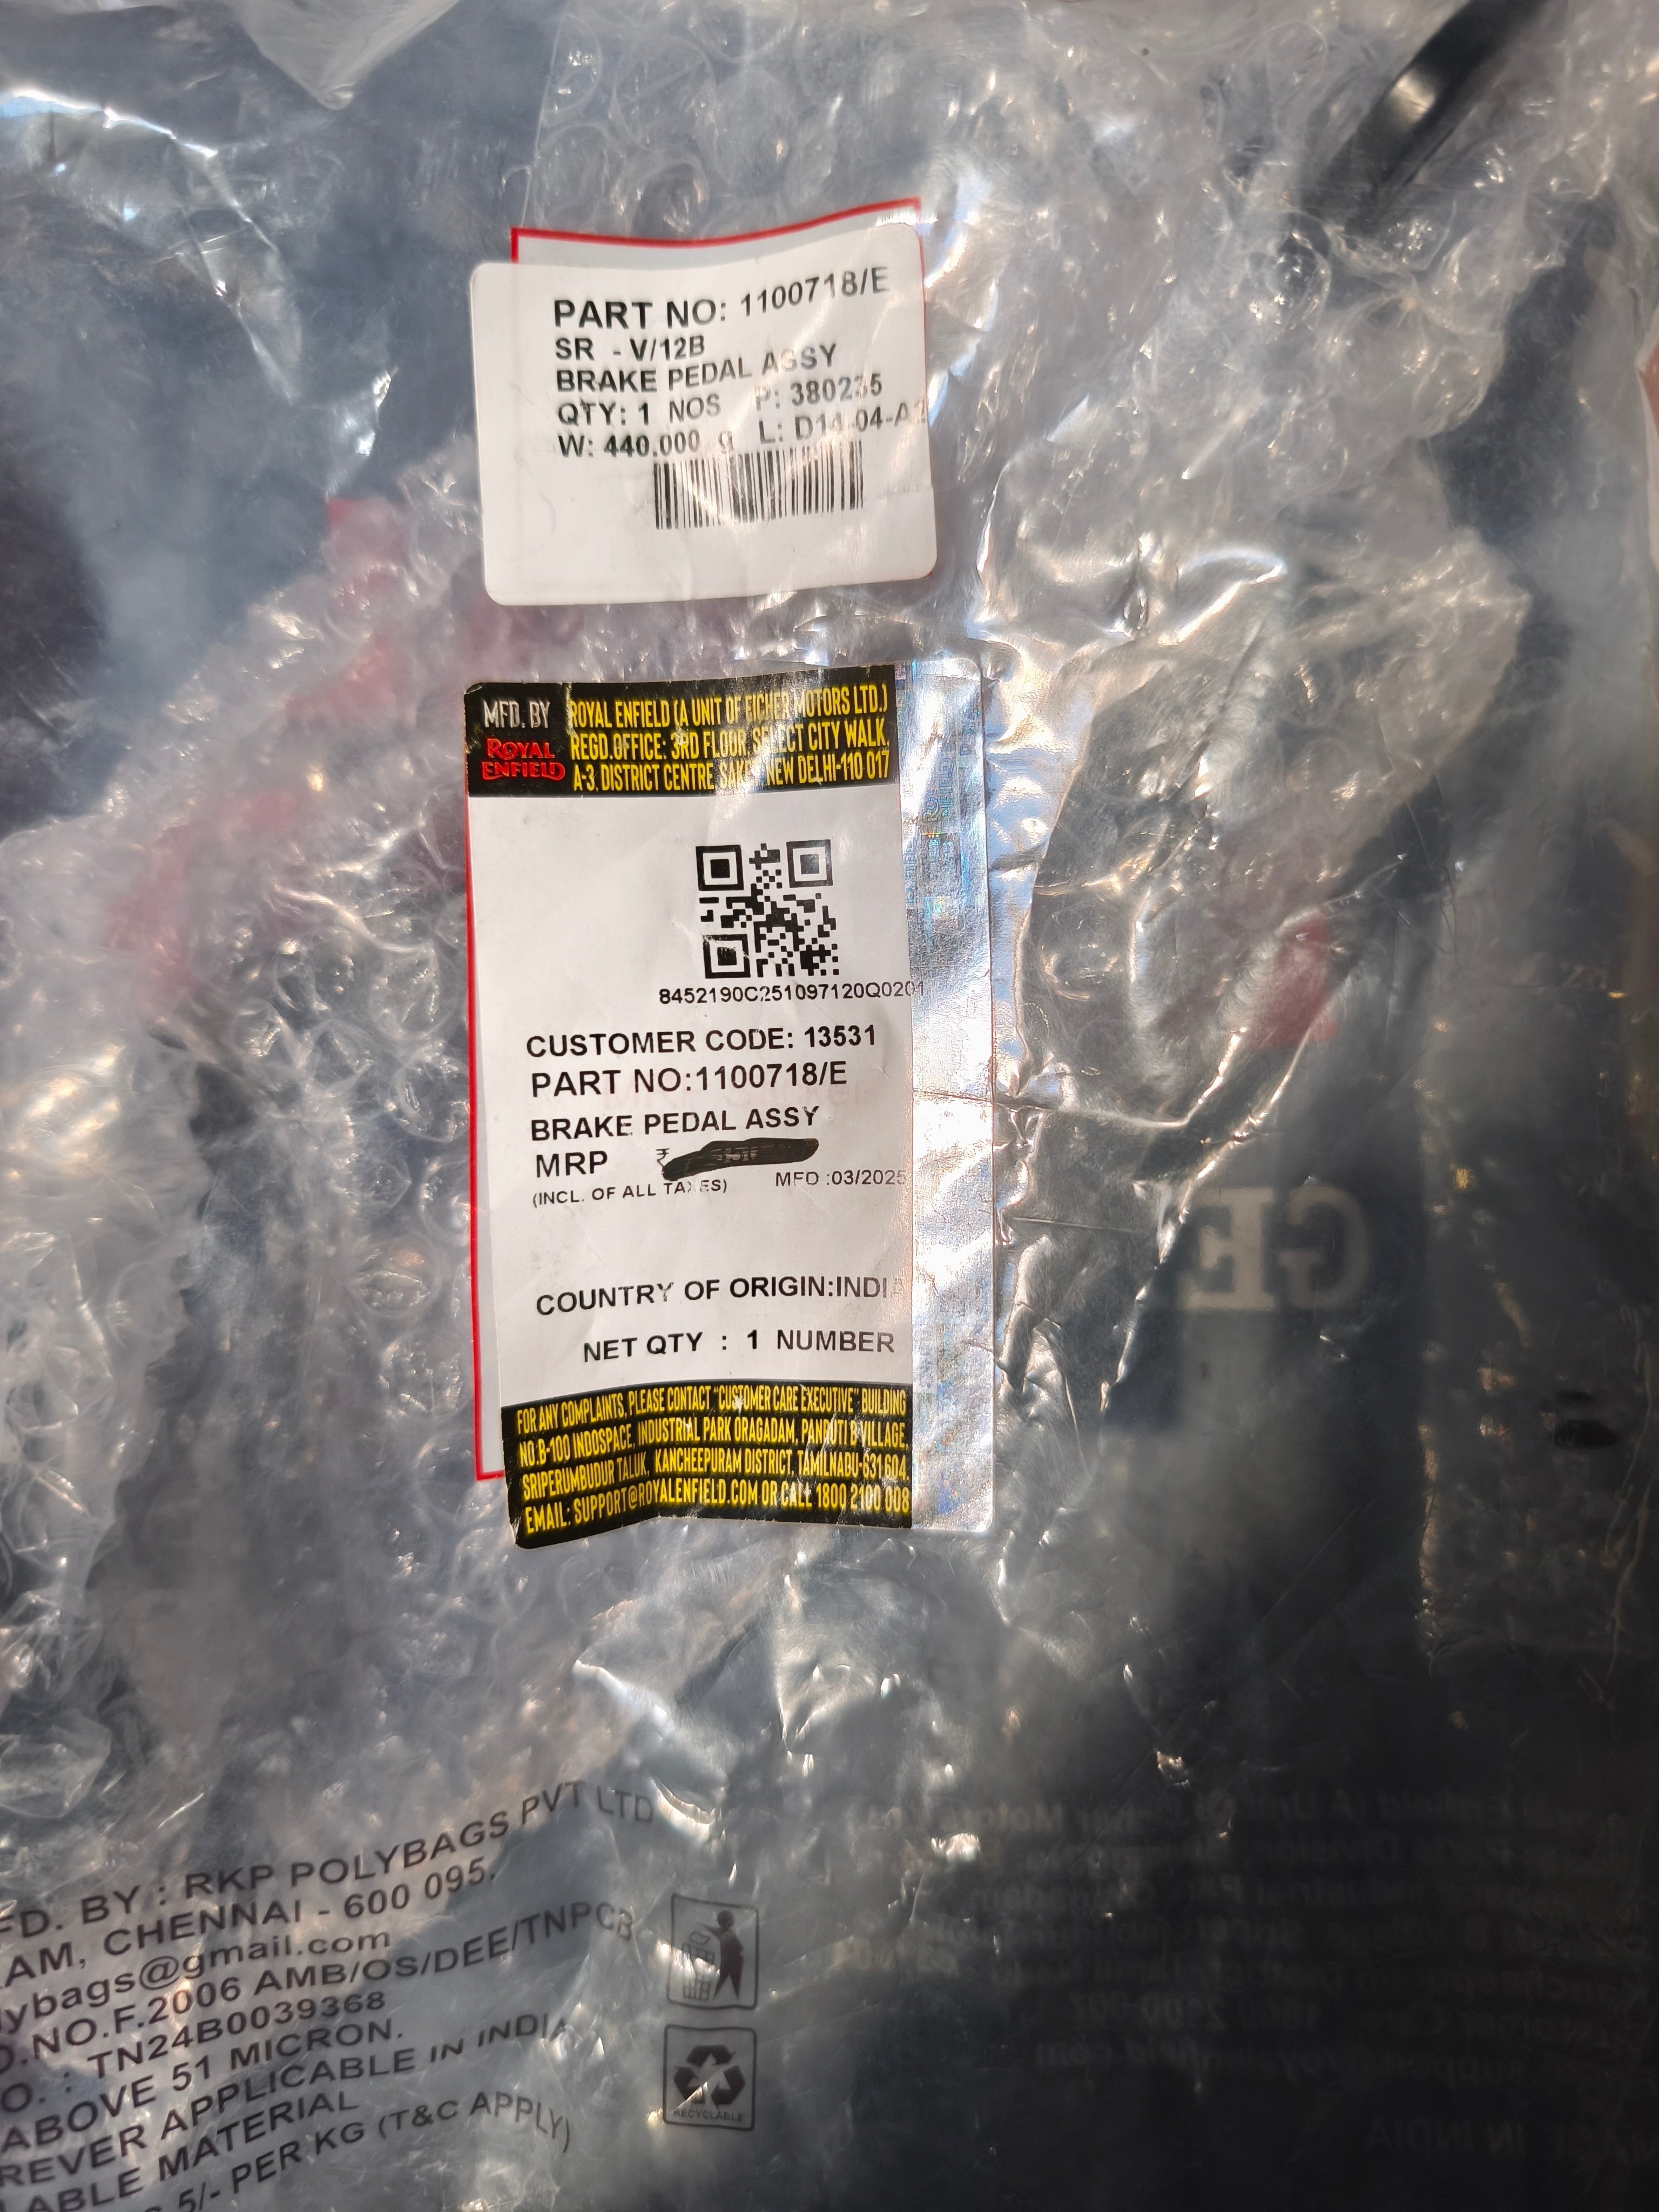 PART NO: 1100718/E
SR - V/12B
BRAKE PEDAL ASSY
QTY: 1 NOS P: 380235
W: 440.000 g L: D14-04-A
MFD. BY
ROYAL ENFIELD
ROYAL ENFIELD (A UNIT OF EICHER MOTORS LTD.)
REGD.OFFICE: 3RD FLOOR, SELECT CITY WALK,
A-3, DISTRICT CENTRE, NEW DELHI-110 017
8452190C251097120Q0201
CUSTOMER CODE: 13531
PART NO:1100718/E
BRAKE PEDAL ASSY
MRP ₹
(INCL. OF ALL TAXES) MFD :03/2025
COUNTRY OF ORIGIN:INDIA
NET QTY : 1 NUMBER
FOR ANY COMPLAINTS, PLEASE CONTACT "CUSTOMER CARE EXECUTIVE" BUILDING
NO.B-100 INDOSPACE, INDUSTRIAL PARK ORAGADAM, PANRUTI B VILLAGE,
SRIPERUMBUDUR TALUK, KANCHEEPURAM DISTRICT, TAMILNADU-631604.
EMAIL: SUPPORT@ROYALENFIELD.COM OR CALL 1800 2100 008
GE
FD. BY : RKP POLYBAGS PVT LTD
AM, CHENNAI - 600 095.
lybags@gmail.com
.NO.F.2006 AMB/OS/DEE/TNPCB
O. : TN24B0039368
ABOVE 51 MICRON.
REVER APPLICABLE IN INDIA
LABLE MATERIAL
5/- PER KG (T&C APPLY)
RECYCLABLE